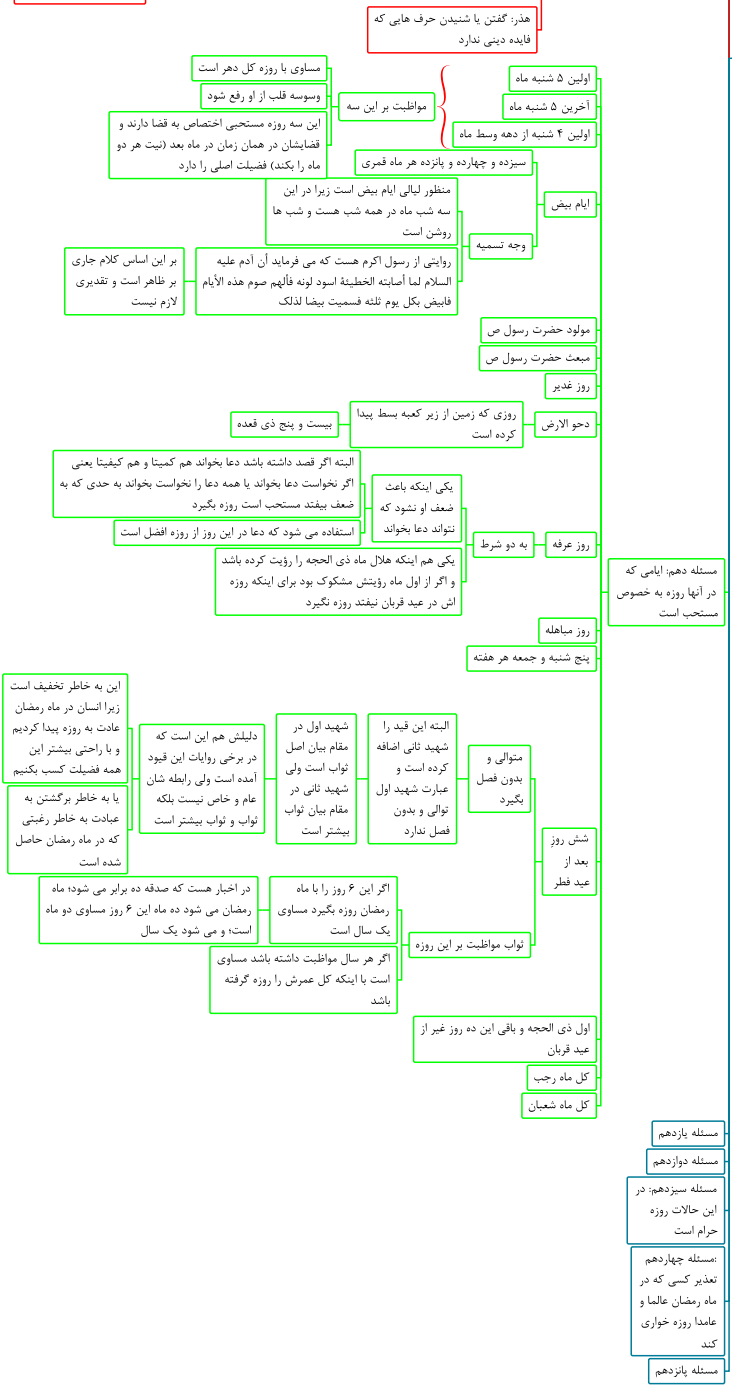 هذر: گفتن یا شنیدن حرف هایی که
فایده دینی ندارد
مسئله دهم: ایامی که
در آنها روزه به خصوص
مستحب است
اولین ۵ شنبه ماه
آخرین ۵ شنبه ماه
اولین ۴ شنبه از دهه وسط ماه
مواظبت بر این سه
مساوی با روزه کل دهر است
وسوسه قلب از او رفع شود
این سه روزه مستحبی اختصاص به قضا دارند و
قضایشان در همان زمان در ماه بعد (نیت هر دو
ماه را بکند) فضیلت اصلی را دارد
ایام بیض
سیزده و چهارده و پانزده هر ماه قمری
وجه تسمیه
منظور لیالی ایام بیض است زیرا در این
سه شب ماه در همه شب هست و شب ها
روشن است
روایتی از رسول اکرم هست که می فرماید أن آدم علیه
السلام لما أصابته الخطیئة اسود لونه فألهم صوم هذه الأیام
فابیض بکل یوم ثلثه فسمیت بیضا لذلک
بر این اساس کلام جاری
بر ظاهر است و تقدیری
لازم نیست
مولود حضرت رسول ص
مبعث حضرت رسول ص
روز غدیر
دحو الارض
روزی که زمین از زیر کعبه بسط پیدا
کرده است
بیست و پنج ذی قعده
روز عرفه
به دو شرط
یکی اینکه باعث
ضعف او نشود که
نتواند دعا بخواند
البته اگر قصد داشته باشد دعا بخواند هم کمیتا و هم کیفیتا یعنی
اگر نخواست دعا بخواند یا همه دعا را نخواست بخواند به حدی که به
ضعف بیفتد مستحب است روزه بگیرد
استفاده می شود که دعا در این روز از روزه افضل است
یکی هم اینکه هلال ماه ذی الحجه را رؤیت کرده باشد
و اگر از اول ماه رؤیتش مشکوک بود برای اینکه روزه
اش در عید قربان نیفتد روزه نگیرد
روز مباهله
پنج شنبه و جمعه هر هفته
شش روز
بعد از
عید فطر
متوالی و
بدون فصل
بگیرد
البته این قید را
شهید ثانی اضافه
کرده است و
عبارت شهید اول
توالی و بدون
فصل ندارد
شهید اول در
مقام بیان اصل
ثواب است ولی
شهید ثانی در
مقام بیان ثواب
بیشتر است
دلیلش هم این است که
در برخی روایات این قیود
آمده است ولی رابطه شان
عام و خاص نیست بلکه
ثواب و ثواب بیشتر است
این به خاطر تخفیف است
زیرا انسان در ماه رمضان
عادت به روزه پیدا کردیم
و با راحتی بیشتر این
همه فضیلت کسب بکنیم
یا به خاطر برگشتن به
عبادت به خاطر رغبتی
که در ماه رمضان حاصل
شده است
ثواب مواظبت بر این روزه
اگر این ۶ روز را با ماه
رمضان روزه بگیرد مساوی
یک سال است
در اخبار هست که صدقه ده برابر می شود؛ ماه
رمضان می شود ده ماه این ۶ روز مساوی دو ماه
است؛ و می شود یک سال
اگر هر سال مواظبت داشته باشد مساوی
است با اینکه کل عمرش را روزه گرفته
باشد
اول ذی الحجه و باقی این ده روز غیر از
عید قربان
کل ماه رجب
کل ماه شعبان
مسئله یازدهم
مسئله دوازدهم
مسئله سیزدهم: در
این حالات روزه
حرام است
:مسئله چهاردهم
تعذیر کسی که در
ماه رمضان عالما و
عامدا روزه خواری
کند
مسئله پانزدهم